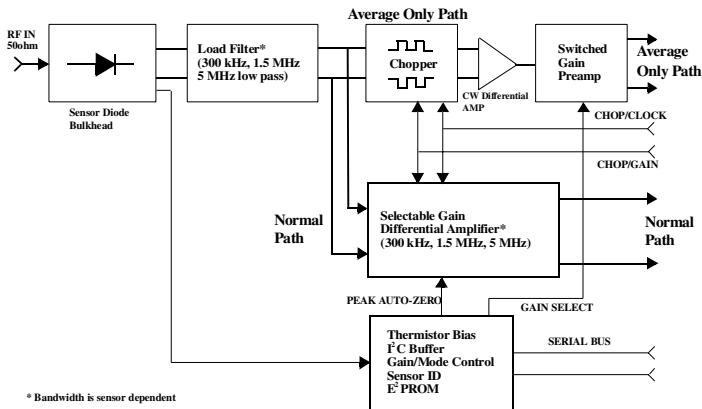 Average Only Path
RF IN
50ohm
Sensor Diode
Bulkhead
Load Filter*
(300 kHz, 1.5 MHz
5 MHz low pass)
Chopper
CW Differential
AMP
Switched
Gain
Preamp
Average
Only Path
CHOP/CLOCK
CHOP/GAIN
Normal
Path
Selectable Gain
Differential Amplifier*
(300 kHz, 1.5 MHz, 5 MHz)
Normal
Path
PEAK AUTO-ZERO
GAIN SELECT
Thermistor Bias
I²C Buffer
Gain/Mode Control
Sensor ID
E²PROM
SERIAL BUS
* Bandwidth is sensor dependent